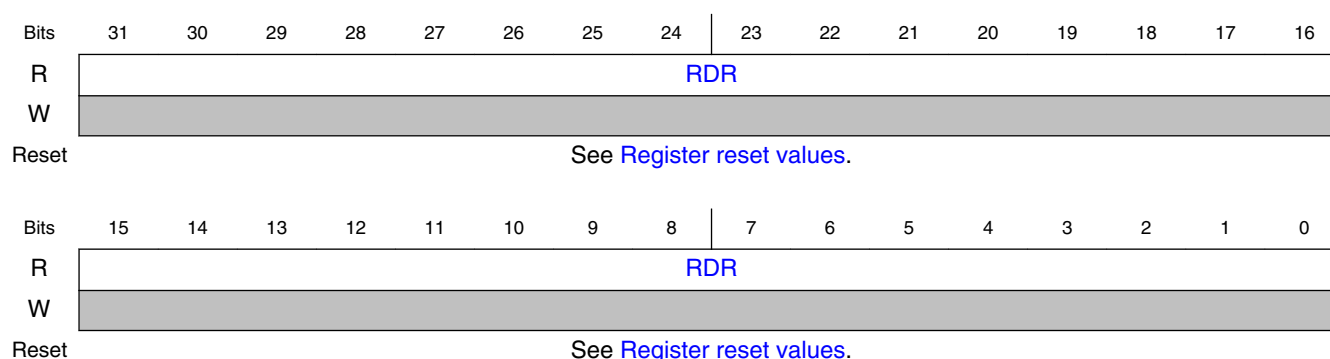 Bits 31 30 29 28 27 26 25 24 23 22 21 20 19 18 17 16
R RDR
W
Reset See Register reset values.
Bits 15 14 13 12 11 10 9 8 7 6 5 4 3 2 1 0
R RDR
W
Reset See Register reset values.